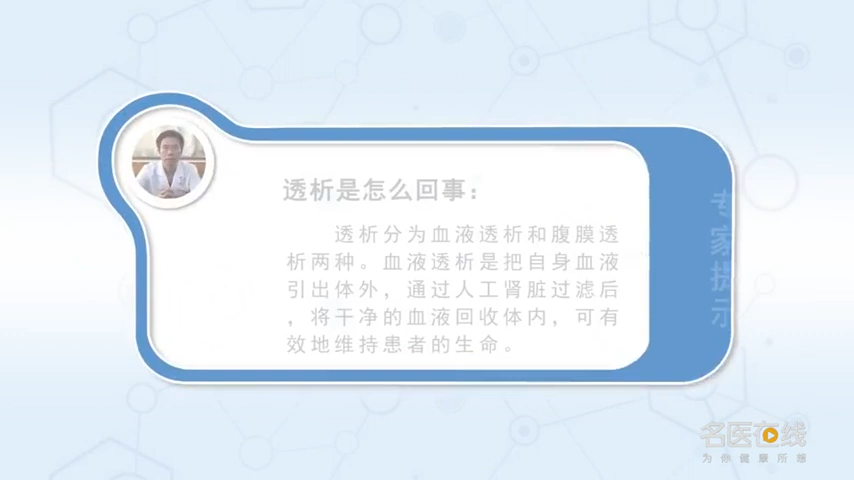 透析是怎么回事：
透析分为血液透析和腹膜透
析两种。血液透析是把自身血液
引出体外，通过人工肾脏过滤后
，将干净的血液回收体内，可有
效地维持患者的生命。
专家提示
名医在线
为你健康所想